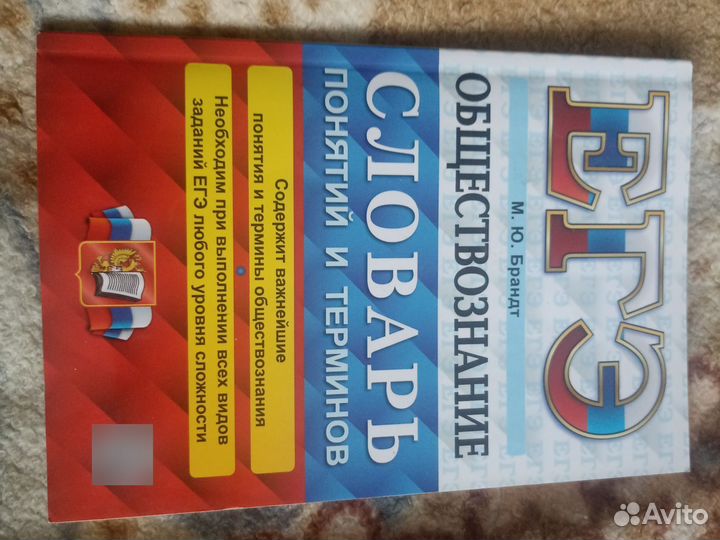 ЕГЭ
М. Ю. Брандт
ОБЩЕСТВОЗНАНИЕ
СЛОВАРЬ
ПОНЯТИЙ И ТЕРМИНОВ
Содержит важнейшие
понятия и термины обществознания
Необходим при выполнении всех видов
заданий ЕГЭ любого уровня сложности
Avito